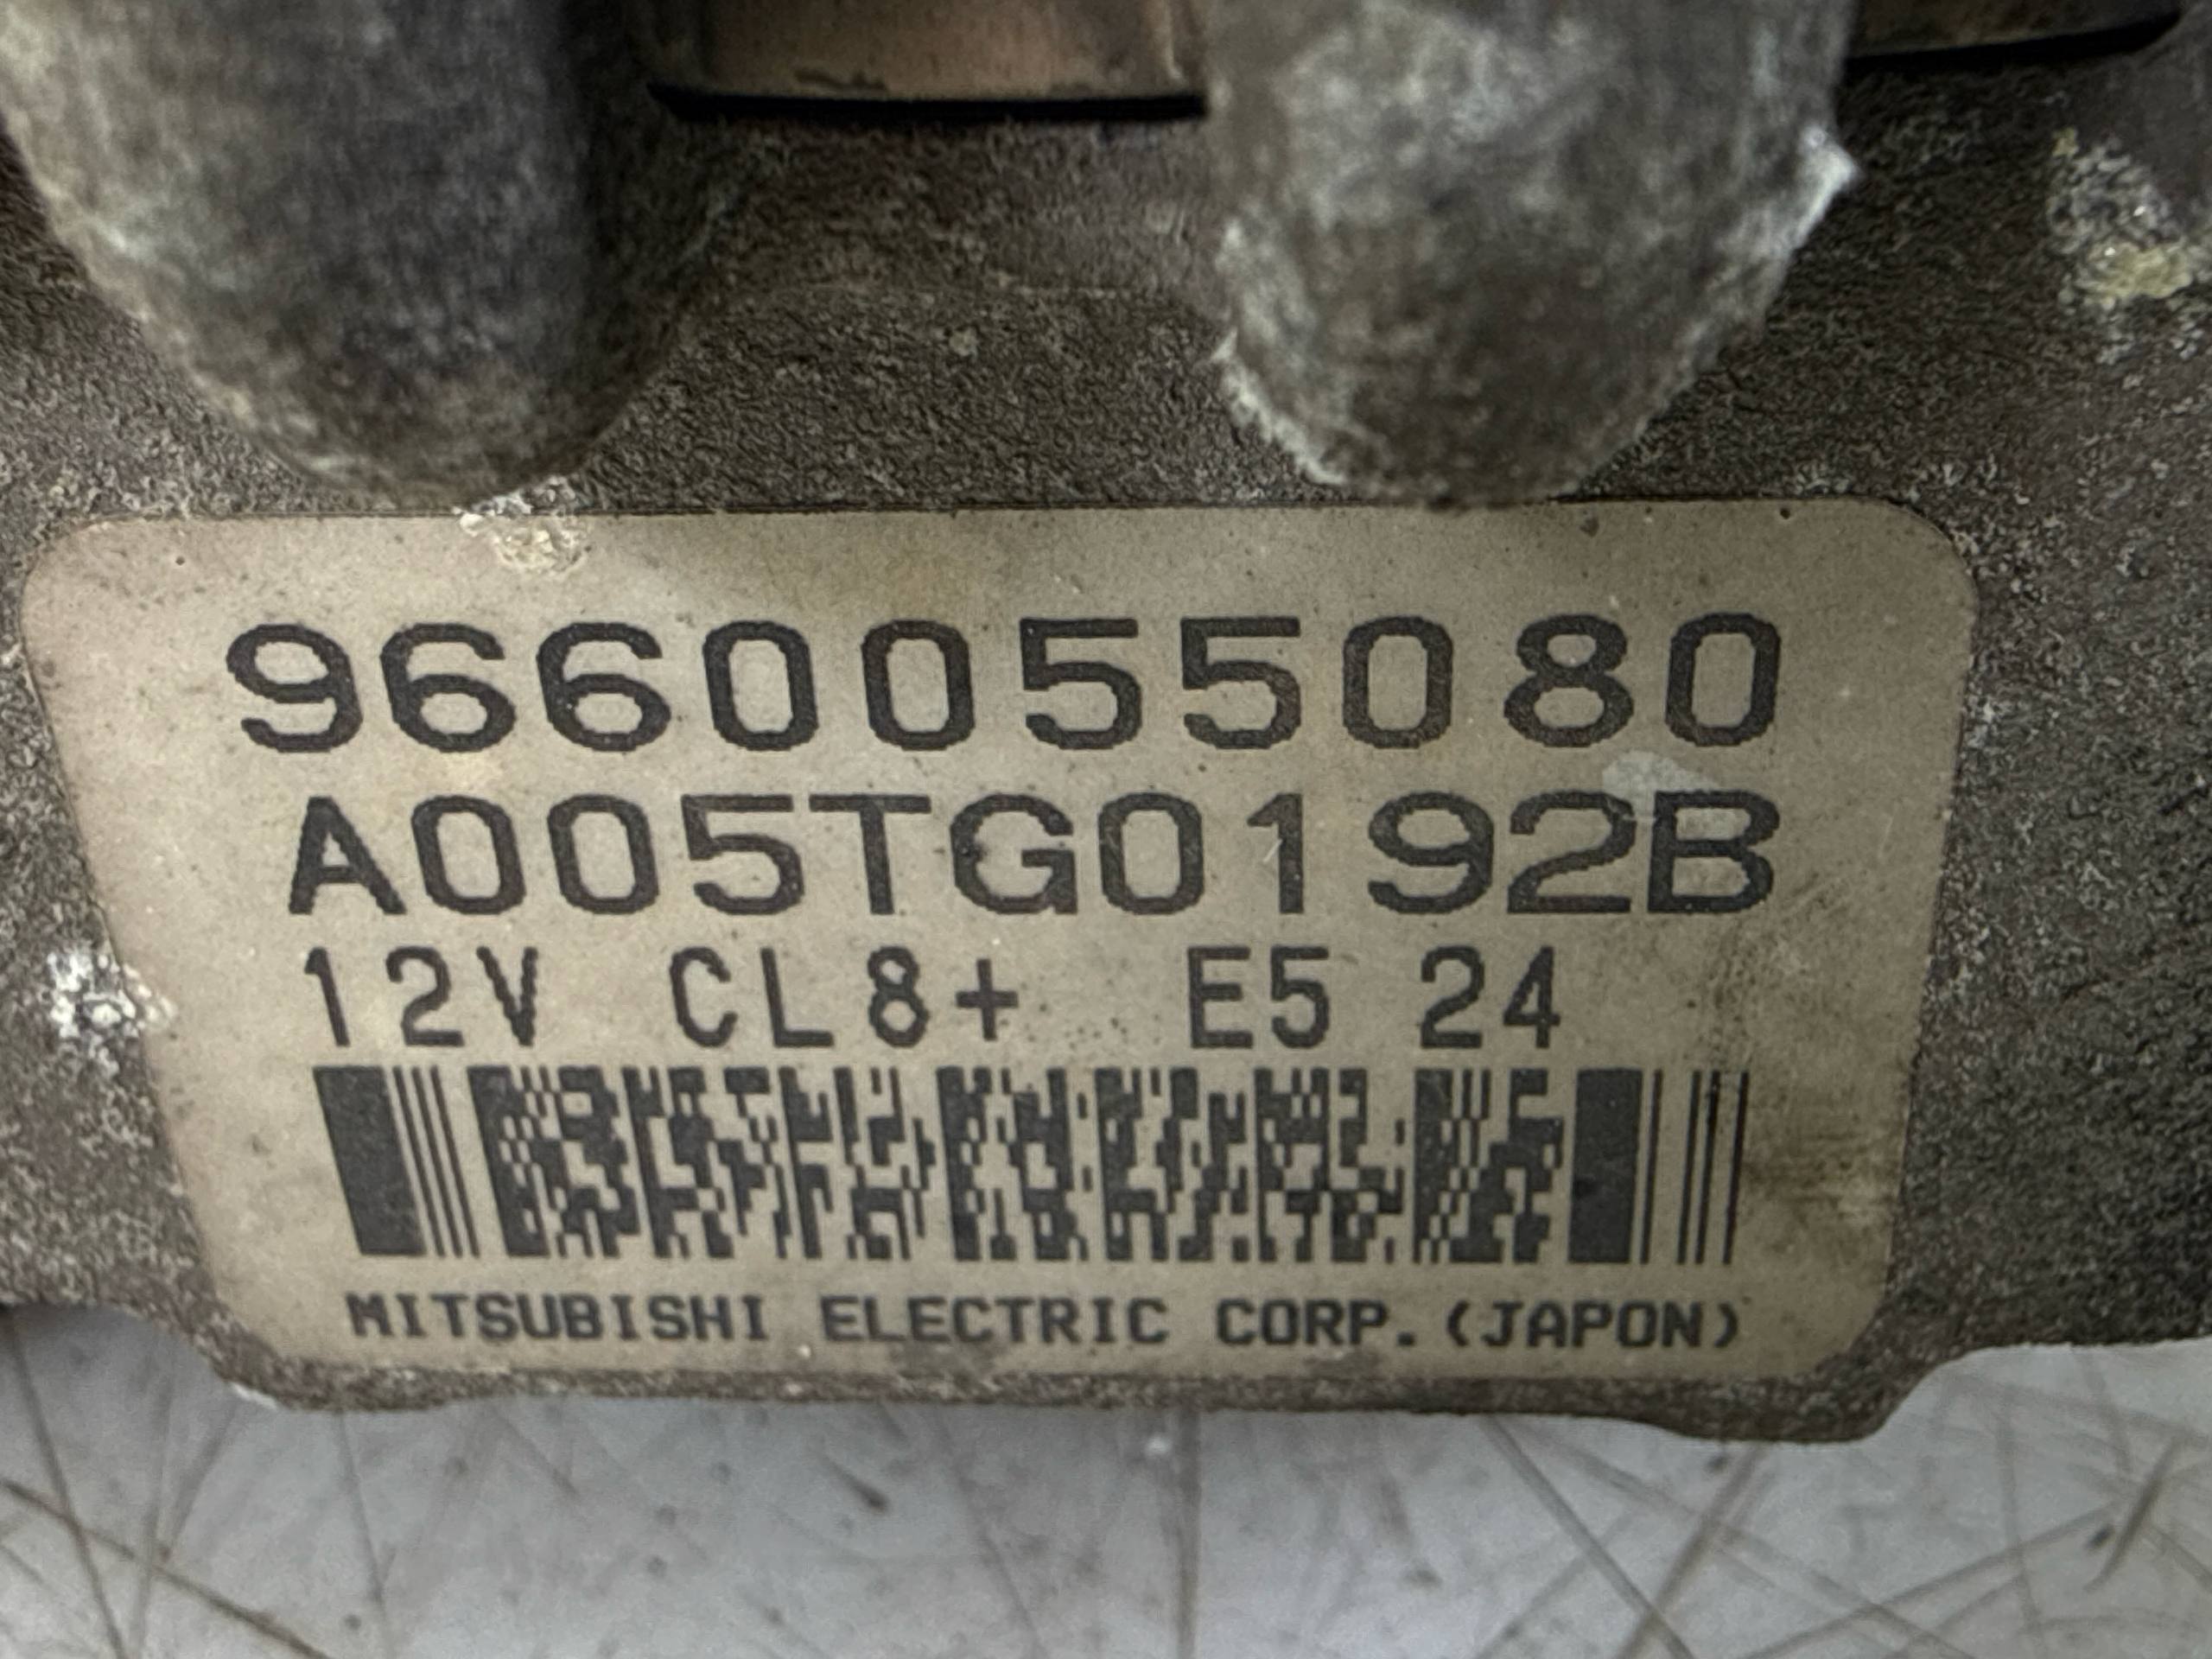 9660055080
A005TG0192B
12V CL8+ E5 24
MITSUBISHI ELECTRIC CORP.(JAPON)